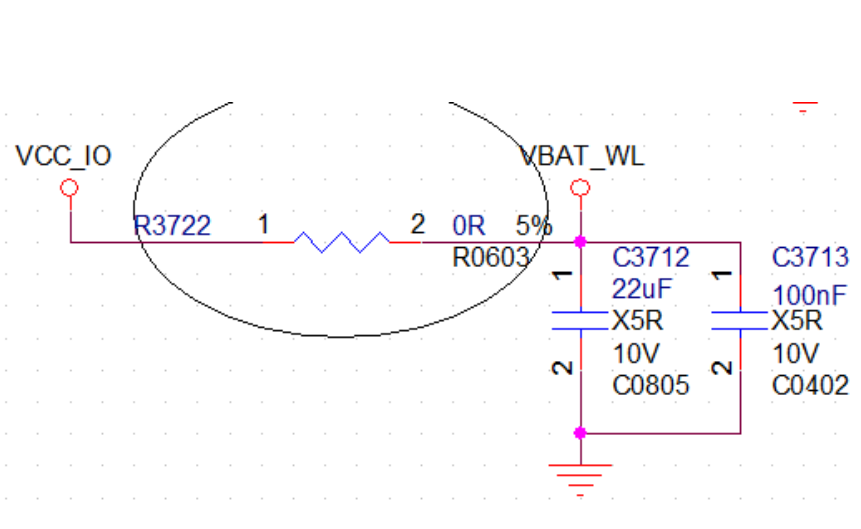 VCC_IO
VBAT_WL
R3722 1 2 0R 5%
R0603
1 C3712
22uF
X5R
10V
2 C0805
1 C3713
100nF
X5R
10V
2 C0402